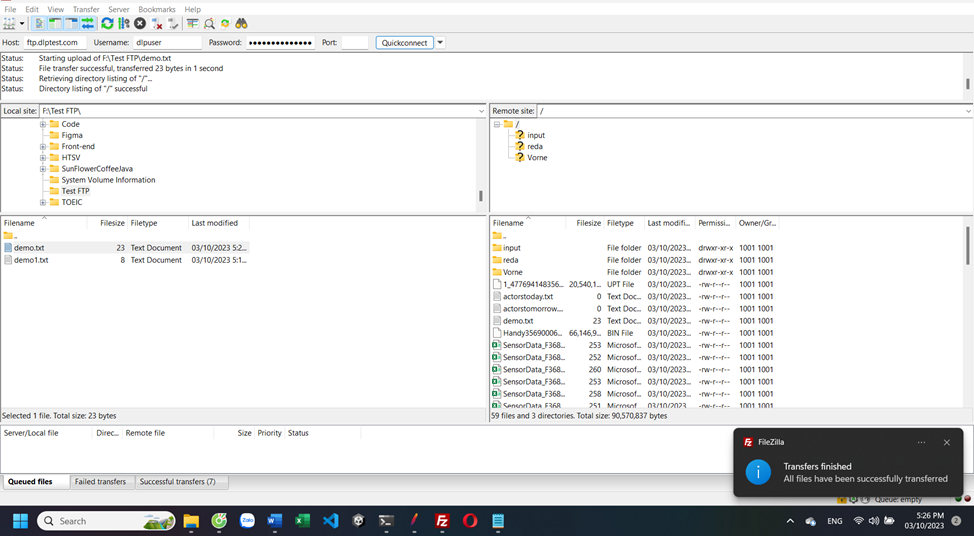 File Edit View Transfer Server Bookmarks Help
Host: ftp.dlptest.com Username: dlpuser Password: ●●●●●●●●●●●●●● Port: Quickconnect
Status: Starting upload of F:\Test FTP\demo.txt
Status: File transfer successful, transferred 23 bytes in 1 second
Status: Retrieving directory listing of "/"...
Status: Directory listing of "/" successful
Local site: F:\Test FTP\
Code
Figma
Front-end
HTSV
SunFlowerCoffeeJava
System Volume Information
Test FTP
TOEIC
Remote site: /
/
input
reda
Vorne
Filename Filesize Filetype Last modified
..
demo.txt 23 Text Document 03/10/2023 5:2...
demo1.txt 8 Text Document 03/10/2023 5:1...
Selected 1 file. Total size: 23 bytes
Filename Filesize Filetype Last modifi... Permissi... Owner/Gr...
..
input File folder 03/10/2023... drwxr-xr-x 1001 1001
reda File folder 03/10/2023... drwxr-xr-x 1001 1001
Vorne File folder 03/10/2023... drwxr-xr-x 1001 1001
1_477694148356... 20,540,1... UPT File 03/10/2023... -rw-r--r-- 1001 1001
actorstoday.txt 0 Text Doc... 03/10/2023... -rw-r--r-- 1001 1001
actorstomorrow.... 0 Text Doc... 03/10/2023... -rw-r--r-- 1001 1001
demo.txt 23 Text Doc... 03/10/2023... -rw-r--r-- 1001 1001
Handy35690006... 66,146,9... BIN File 03/10/2023... -rw-r--r-- 1001 1001
SensorData_F368... 253 Microsof... 03/10/2023... -rw-r--r-- 1001 1001
SensorData_F368... 252 Microsof... 03/10/2023... -rw-r--r-- 1001 1001
SensorData_F368... 260 Microsof... 03/10/2023... -rw-r--r-- 1001 1001
SensorData_F368... 253 Microsof... 03/10/2023... -rw-r--r-- 1001 1001
SensorData_F368... 258 Microsof... 03/10/2023... -rw-r--r-- 1001 1001
SensorData_F368 251 Microsof... 03/10/2023... -rw-r--r-- 1001 1001
59 files and 3 directories. Total size: 90,570,837 bytes
Server/Local file Direc... Remote file Size Priority Status
FileZilla
Transfers finished
All files have been successfully transferred
Queued files Failed transfers Successful transfers (7)
Queue: empty
Search
Zalo
ENG
5:26 PM
03/10/2023
2